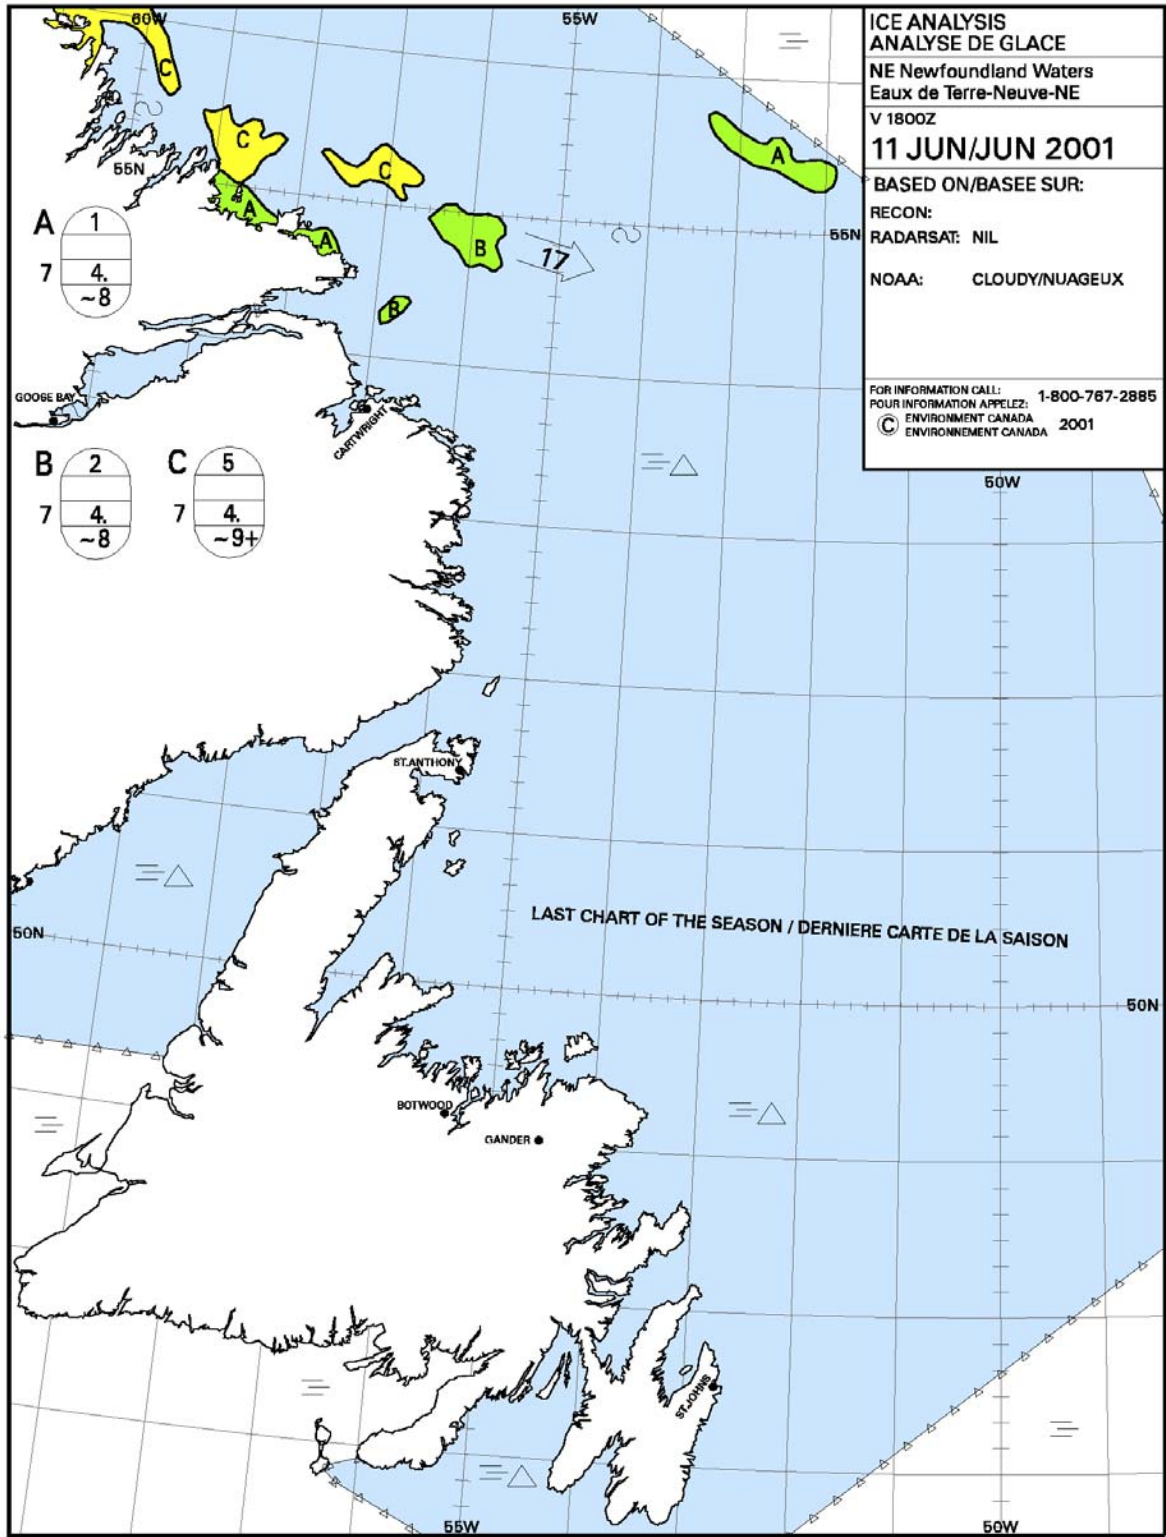 60W
55W
ICE ANALYSIS
ANALYSE DE GLACE
NE Newfoundland Waters
Eaux de Terre-Neuve-NE
V 1800Z
11 JUN/JUN 2001
BASED ON/BASEE SUR:
RECON:
RADARSAT: NIL
NOAA: CLOUDY/NUAGEUX
FOR INFORMATION CALL: 1-800-767-2885
POUR INFORMATION APPELEZ:
© ENVIRONMENT CANADA 2001
ENVIRONNEMENT CANADA
C
C
C
A
55N
A
A
B
17
55N
B
A
1
7
4.
~8
GOOSE BAY
CARTWRIGHT
B
2
7
4.
~8
C
5
7
4.
~9+
50W
ST.ANTHONY
LAST CHART OF THE SEASON / DERNIERE CARTE DE LA SAISON
50N
50N
BOTWOOD
GANDER
ST.JOHNS
55W
50W